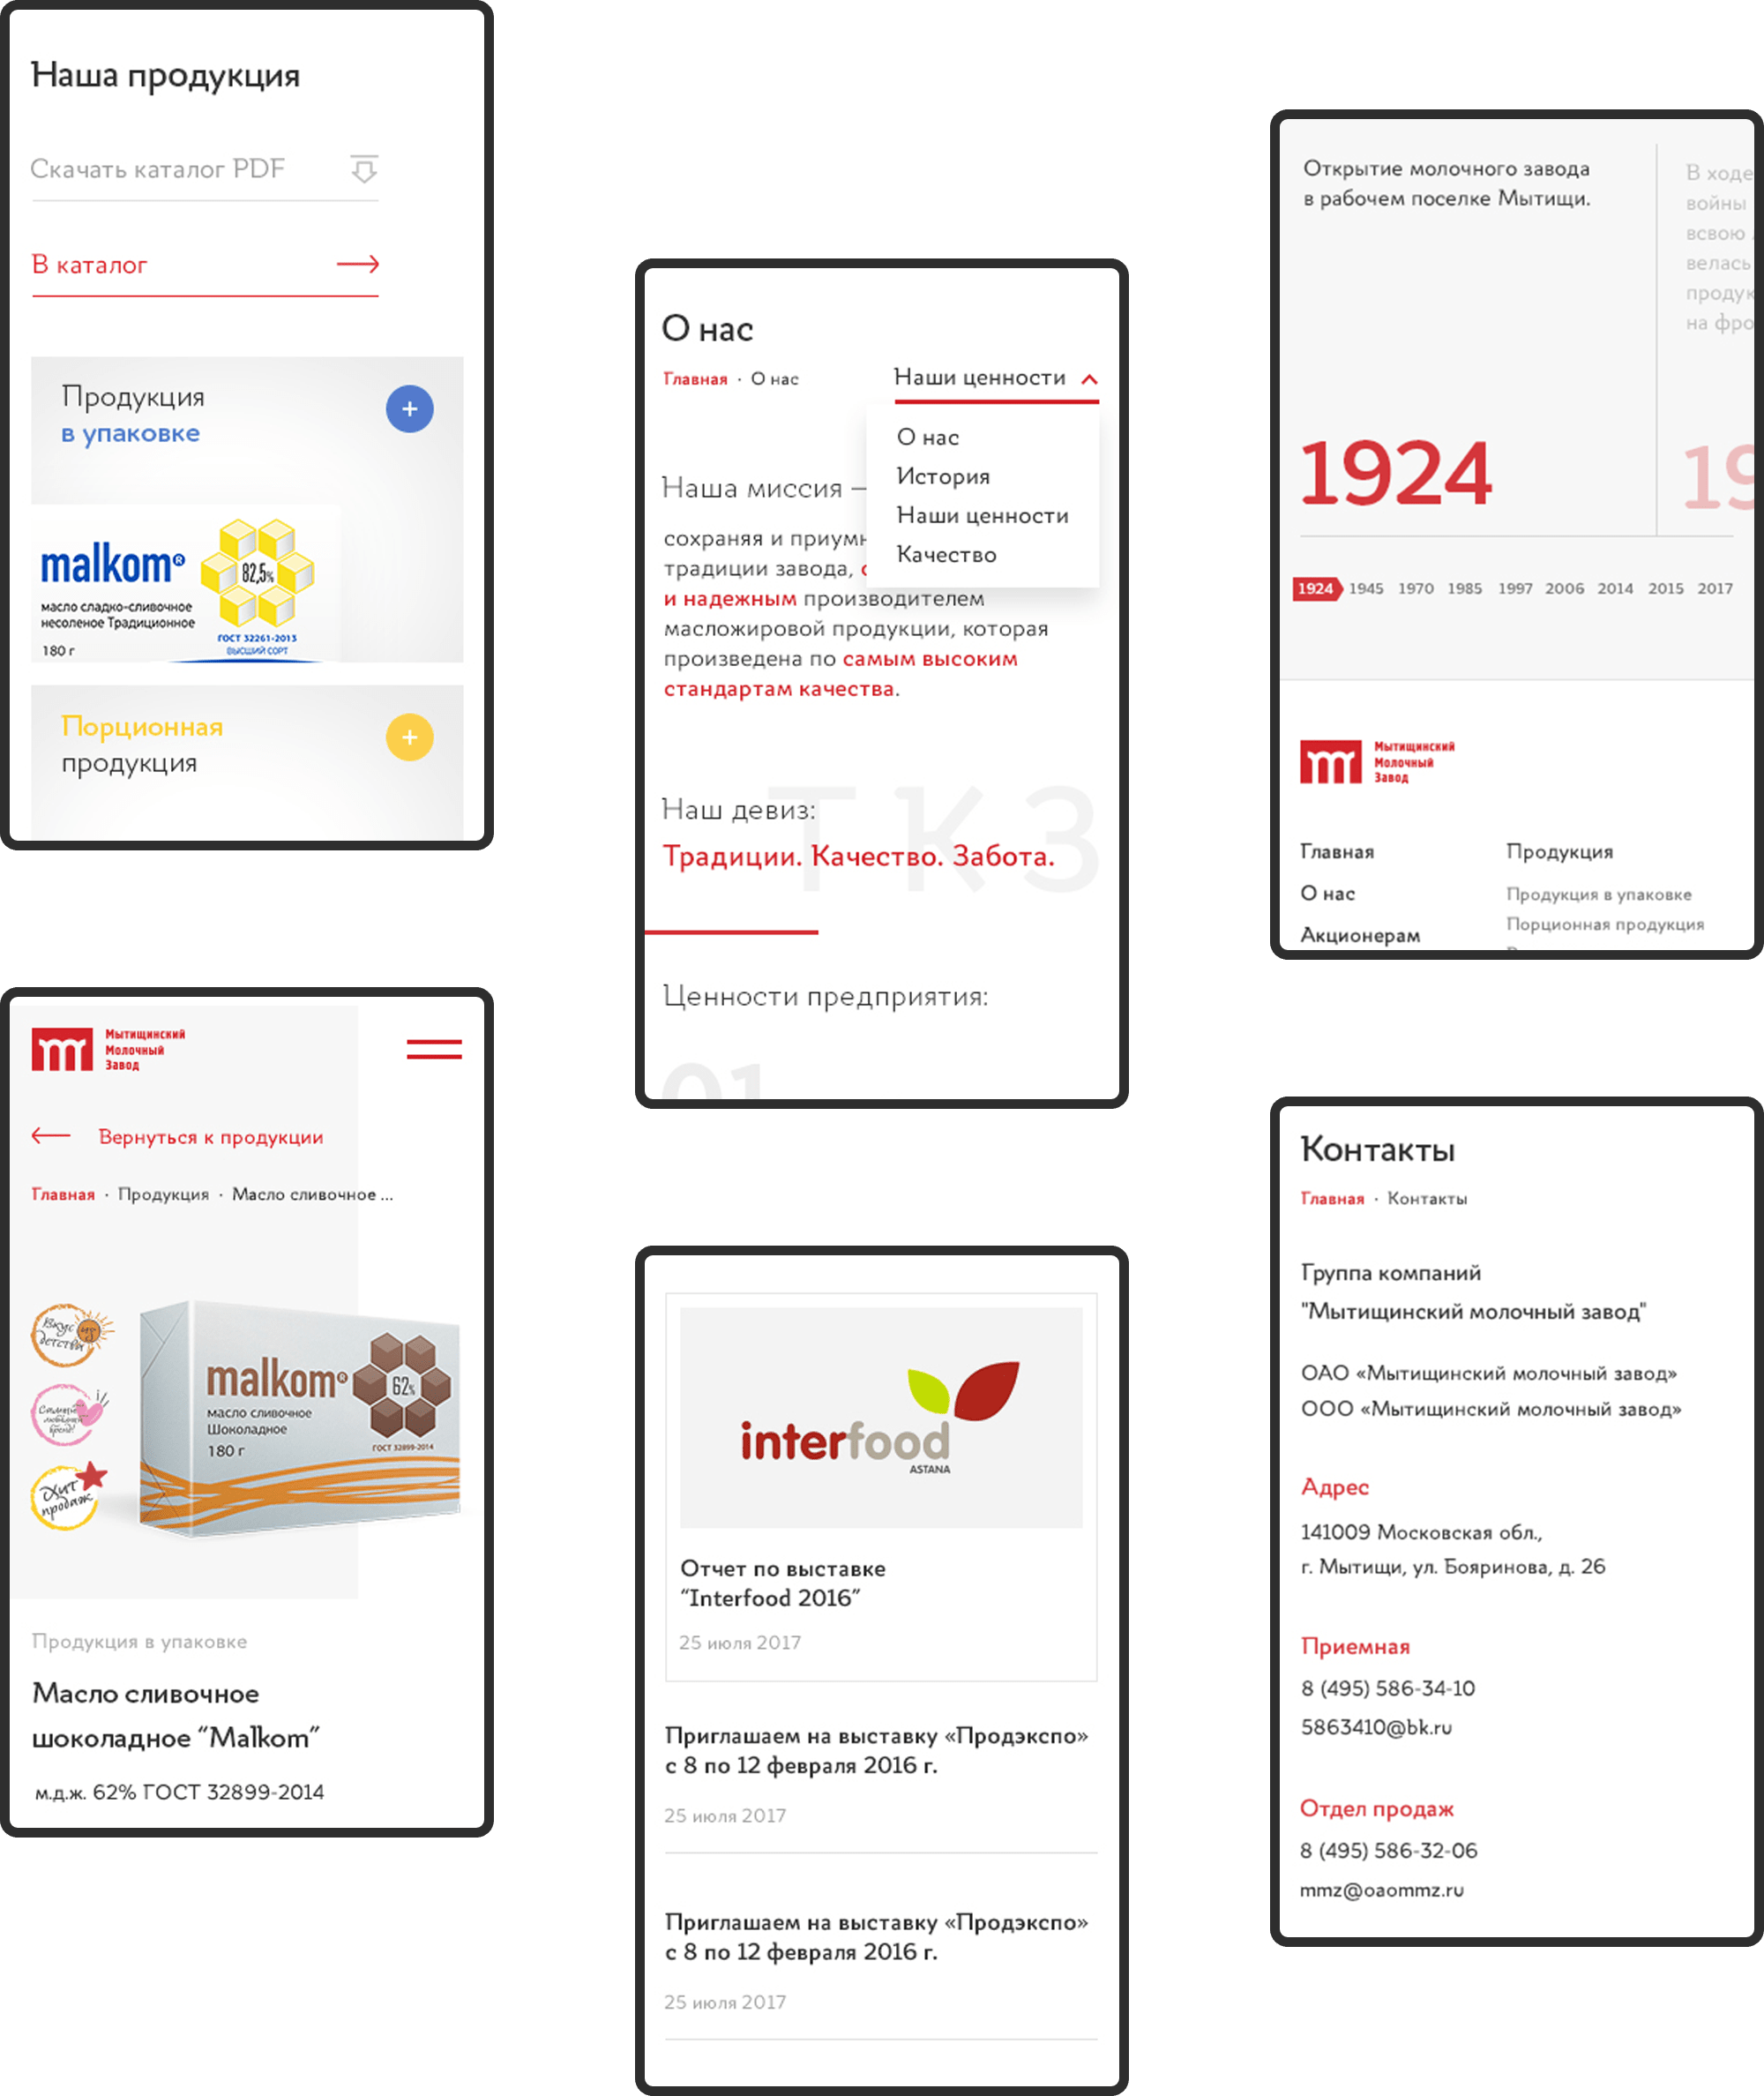 Наша продукция
Скачать каталог PDF
В каталог
Продукция
в упаковке
malkom®
82,5%
масло сладко-сливочное
несоленое Традиционное
180 г
ГОСТ 32261-2013
ВЫСШИЙ СОРТ
Порционная
продукция
Мытищинский
Молочный
Завод
Вернуться к продукции
Главная · Продукция · Масло сливочное ...
Вкус из
детства
Самый
любимый
бренд!
Хит
продаж
malkom®
62%
масло сливочное
Шоколадное
180 г
ГОСТ 32899-2014
Продукция в упаковке
Масло сливочное
шоколадное “Malkom”
м.д.ж. 62% ГОСТ 32899-2014
О нас
Главная · О нас
Наши ценности
О нас
История
Наши ценности
Качество
Наша миссия —
сохраняя и приумн
традиции завода,
и надежным производителем
масложировой продукции, которая
произведена по самым высоким
стандартам качества.
ТКЗ
Наш девиз:
Традиции. Качество. Забота.
Ценности предприятия:
01
interfood
ASTANA
Отчет по выставке
“Interfood 2016”
25 июля 2017
Приглашаем на выставку «Продэкспо»
с 8 по 12 февраля 2016 г.
25 июля 2017
Приглашаем на выставку «Продэкспо»
с 8 по 12 февраля 2016 г.
25 июля 2017
Открытие молочного завода
в рабочем поселке Мытищи.
1924
В ходе
войны
всвою
велась
продук
на фро
19
1924 1945 1970 1985 1997 2006 2014 2015 2017
Мытищинский
Молочный
Завод
Главная
О нас
Акционерам
Продукция
Продукция в упаковке
Порционная продукция
Контакты
Главная · Контакты
Группа компаний
"Мытищинский молочный завод"
ОАО «Мытищинский молочный завод»
ООО «Мытищинский молочный завод»
Адрес
141009 Московская обл.,
г. Мытищи, ул. Бояринова, д. 26
Приемная
8 (495) 586-34-10
5863410@bk.ru
Отдел продаж
8 (495) 586-32-06
mmz@oaommz.ru